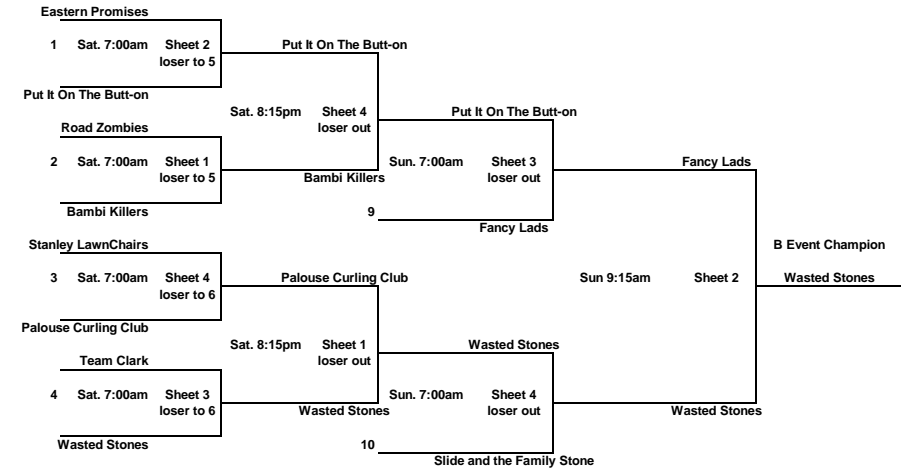 Eastern Promises
1 Sat. 7:00am Sheet 2 Put It On The Butt-on
loser to 5
Put It On The Butt-on
Sat. 8:15pm Sheet 4 Put It On The Butt-on
Road Zombies loser out
2 Sat. 7:00am Sheet 1 Sun. 7:00am Sheet 3 Fancy Lads
loser to 5 Bambi Killers loser out
Bambi Killers 9
Fancy Lads
Stanley LawnChairs B Event Champion
3 Sat. 7:00am Sheet 4 Palouse Curling Club Sun 9:15am Sheet 2 Wasted Stones
loser to 6
Palouse Curling Club
Sat. 8:15pm Sheet 1 Wasted Stones
Team Clark loser out
4 Sat. 7:00am Sheet 3 Sun. 7:00am Sheet 4
loser to 6 Wasted Stones loser out Wasted Stones
Wasted Stones 10
Slide and the Family Stone